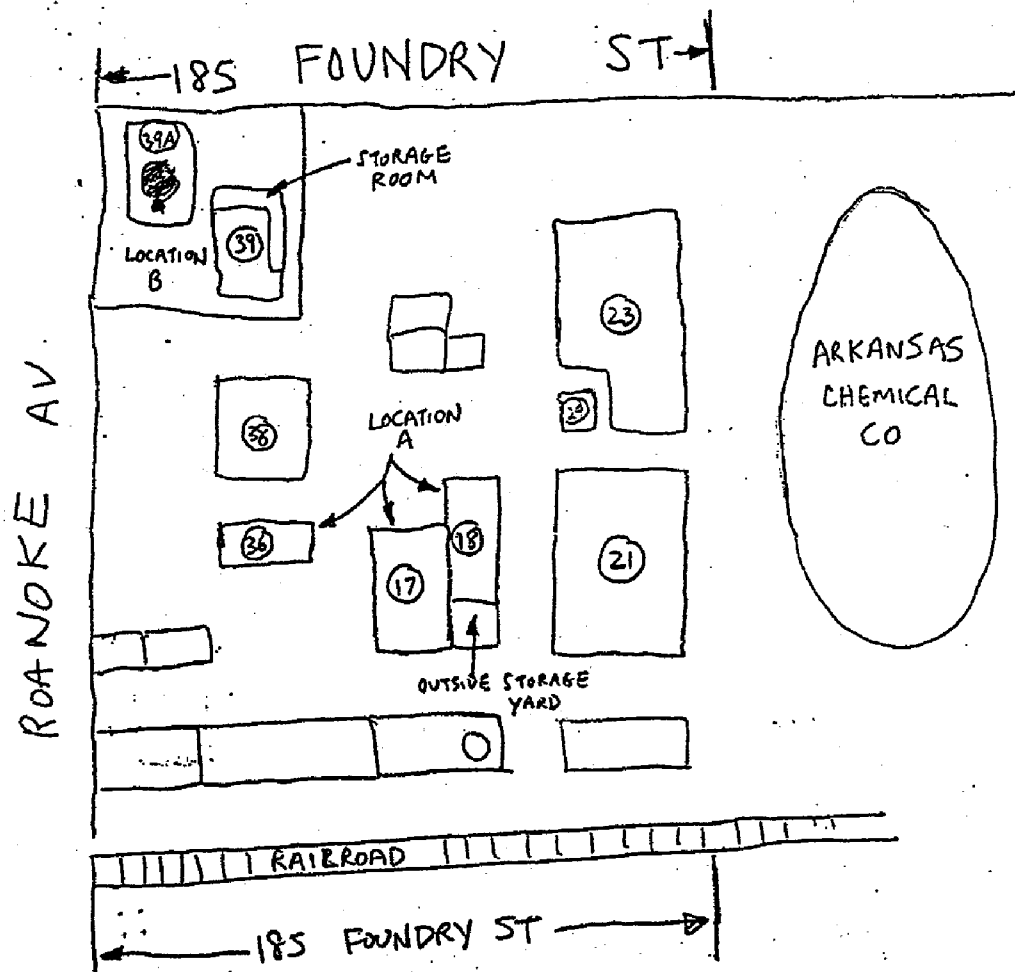 185 FOUNDRY ST
39A
STORAGE
ROOM
39
LOCATION
B
23
ARKANSAS
CHEMICAL
CO
ROANOKE AV.
38
LOCATION
A
36
17
18
21
OUTSIDE STORAGE
YARD
RAILROAD
185 FOUNDRY ST